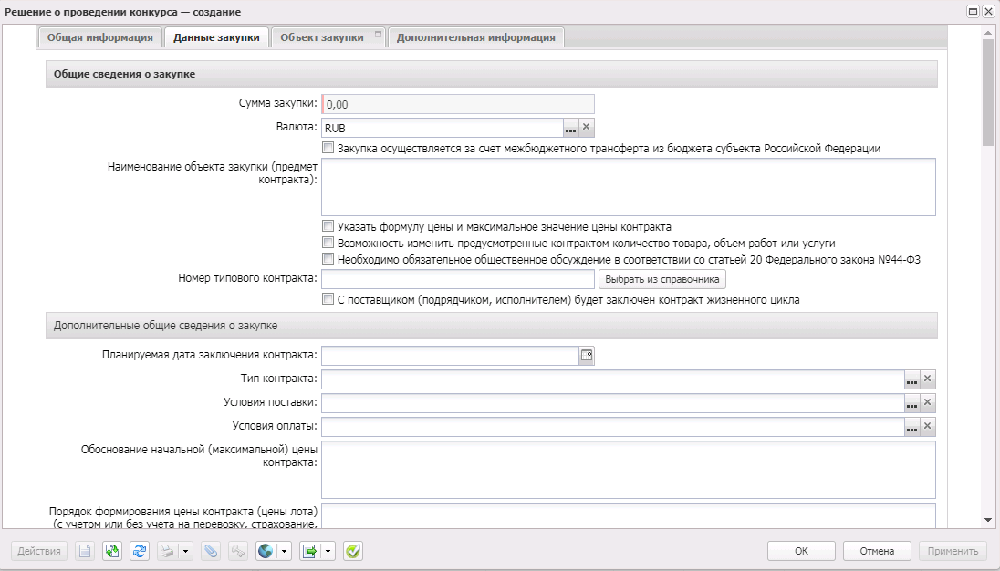 Решение о проведении конкурса — создание
Общая информация
Данные закупки
Объект закупки
Дополнительная информация
Общие сведения о закупке
Сумма закупки: 0,00
Валюта: RUB
Закупка осуществляется за счет межбюджетного трансферта из бюджета субъекта Российской Федерации
Наименование объекта закупки (предмет
контракта):
Указать формулу цены и максимальное значение цены контракта
Возможность изменить предусмотренные контрактом количество товара, объем работ или услуги
Необходимо обязательное общественное обсуждение в соответствии со статьей 20 Федерального закона №44-ФЗ
Номер типового контракта: Выбрать из справочника
С поставщиком (подрядчиком, исполнителем) будет заключен контракт жизненного цикла
Дополнительные общие сведения о закупке
Планируемая дата заключения контракта:
Тип контракта:
Условия поставки:
Условия оплаты:
Обоснование начальной (максимальной) цены
контракта:
Порядок формирования цены контракта (цены лота)
(с учетом или без учета на перевозку, страхование,
Действия
ОК
Отмена
Применить